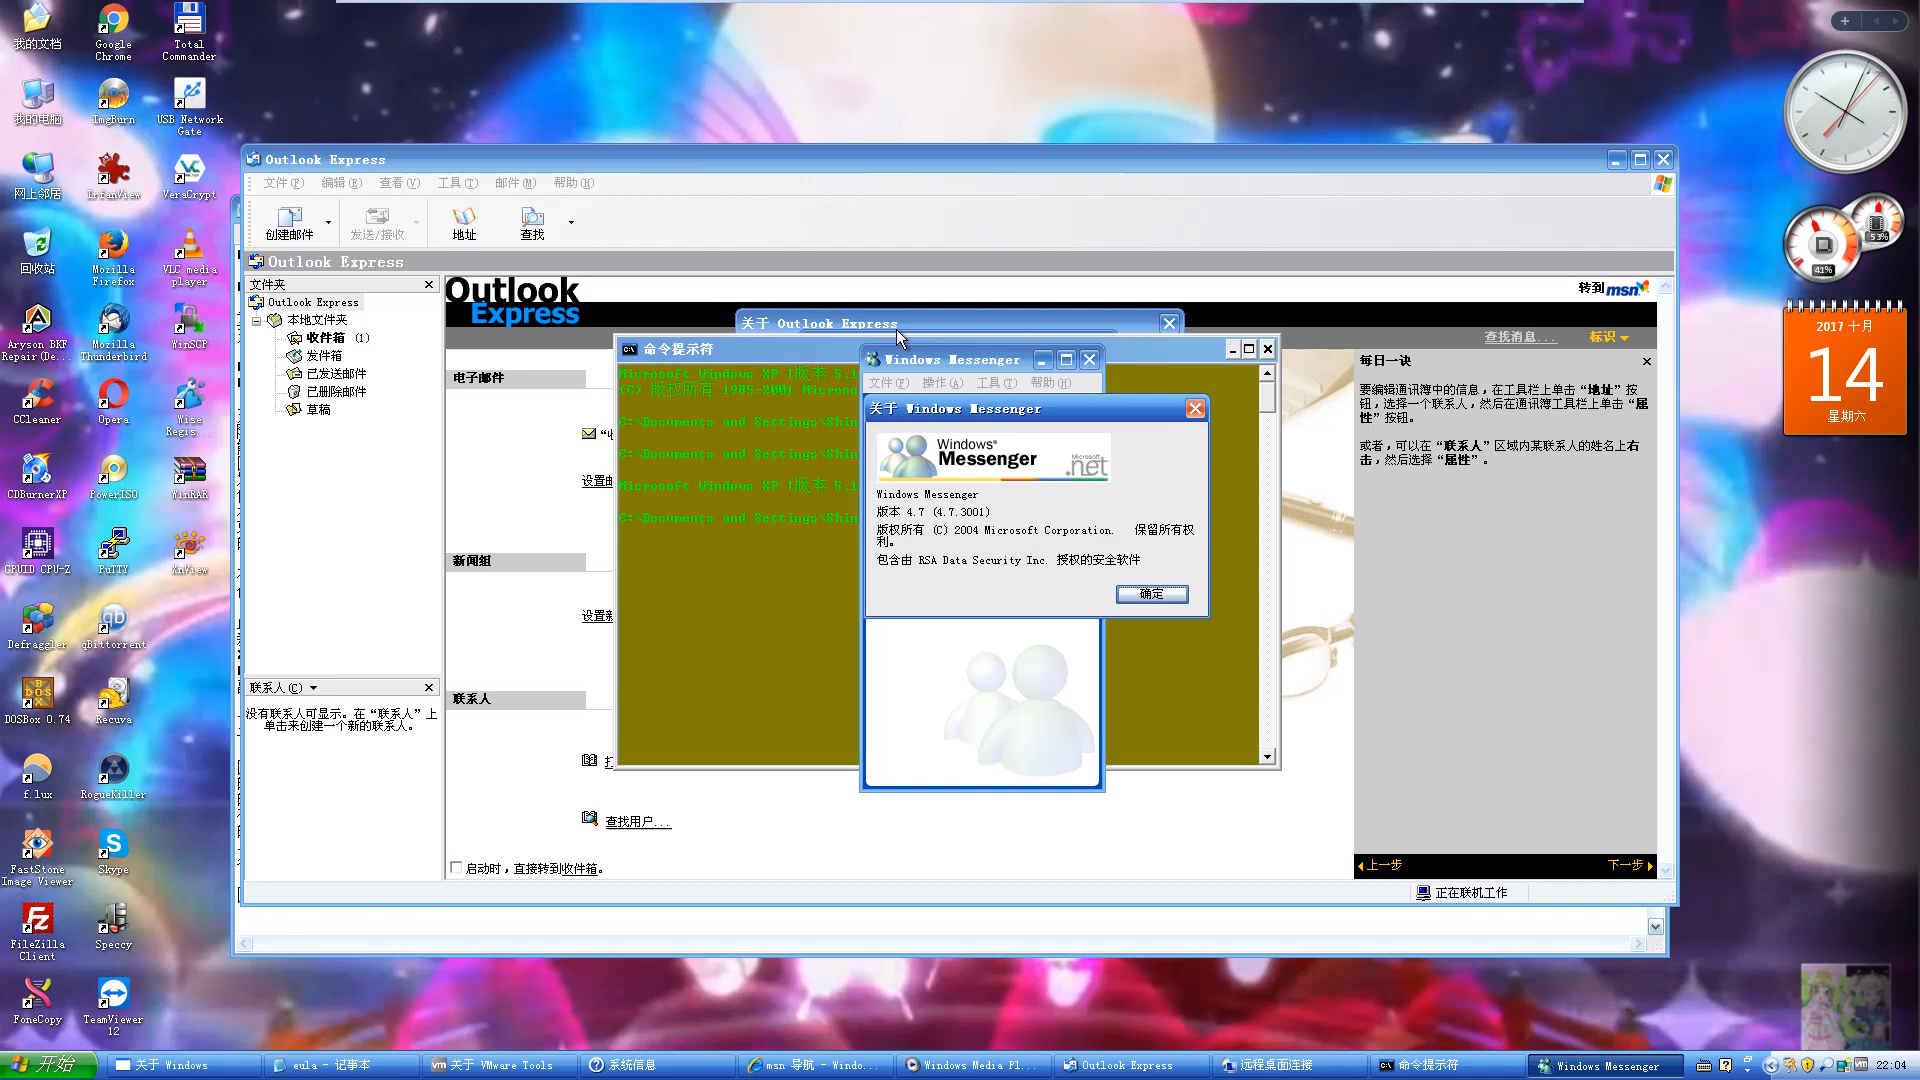 我的文档
Google
Chrome
Total
Commander
我的电脑
ImgBurn
USB Network
Gate
网上邻居
IrfanView
VeraCrypt
回收站
Mozilla
Firefox
VLC media
player
Aryson BKF
Repair(De...
Mozilla
Thunderbird
WinSCP
CCleaner
Opera
Wise
Regis...
CDBurnerXP
PowerISO
WinRAR
CPUID CPU-Z
PuTTY
XnView
Defraggler
qBittorrent
DOSBox 0.74
Recuva
f.lux
RogueKiller
FastStone
Image Viewer
Skype
FileZilla
Client
Speccy
FoneCopy
TeamViewer
12
Outlook Express
文件(F) 编辑(E) 查看(V) 工具(T) 邮件(M) 帮助(H)
创建邮件 发送/接收 地址 查找
Outlook Express
文件夹
Outlook Express
本地文件夹
收件箱 (1)
发件箱
已发送邮件
已删除邮件
草稿
联系人(C)
没有联系人可显示。在“联系人”上
单击来创建一个新的联系人。
Outlook
Express
转到 msn
查找消息... 标识
电子邮件
设置邮
新闻组
设置新
联系人
查找用户...
启动时，直接转到收件箱。
每日一诀
要编辑通讯簿中的信息，在工具栏上单击“地址”按
钮，选择一个联系人，然后在通讯簿工具栏上单击“属
性”按钮。
或者，可以在“联系人”区域内某联系人的姓名上右
击，然后选择“属性”。
上一步 下一步
正在联机工作
关于 Outlook Express
命令提示符
Microsoft Windows XP [版本 5.1
(C) 版权所有 1985-2001 Microso
C:\Documents and Settings\Shin
C:\Documents and Settings\Shin
Microsoft Windows XP [版本 5.1
C:\Documents and Settings\Shin
Windows Messenger
文件(F) 操作(A) 工具(T) 帮助(H)
关于 Windows Messenger
Windows®
Messenger
Microsoft
.net
Windows Messenger
版本 4.7 (4.7.3001)
版权所有 (C) 2004 Microsoft Corporation. 保留所有权
利。
包含由 RSA Data Security Inc. 授权的安全软件
确定
53%
41%
2017 十月
14
星期六
开始
关于 Windows
eula - 记事本
关于 VMware Tools
系统信息
msn 导航 - Windo...
Windows Media Pl...
Outlook Express
远程桌面连接
命令提示符
Windows Messenger
22:04